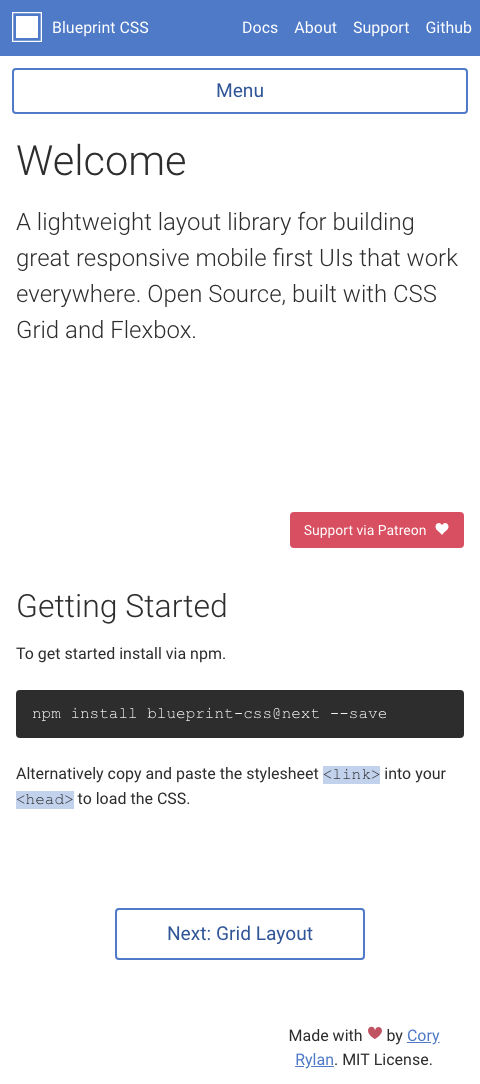 Blueprint CSS Docs About Support Github
Menu
Welcome
A lightweight layout library for building
great responsive mobile first UIs that work
everywhere. Open Source, built with CSS
Grid and Flexbox.
Support via Patreon
Getting Started
To get started install via npm.
npm install blueprint-css@next --save
Alternatively copy and paste the stylesheet <link> into your
<head> to load the CSS.
Next: Grid Layout
Made with ♥ by Cory
Rylan. MIT License.